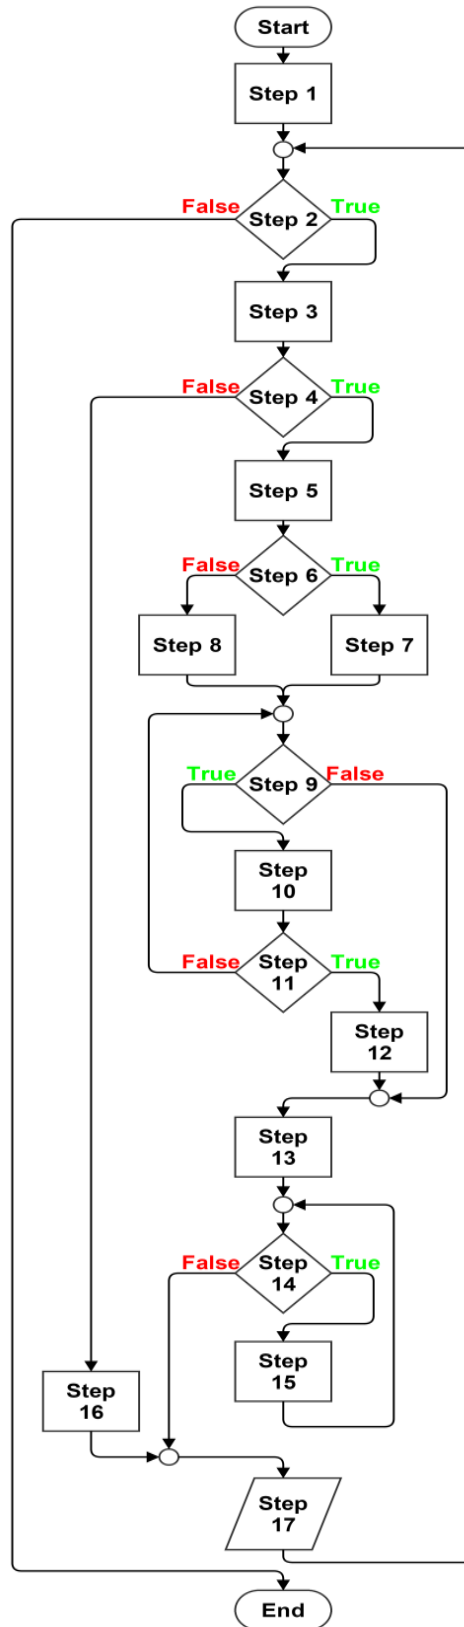 Start
Step 1
False
True
Step 2
Step 3
False
True
Step 4
Step 5
False
True
Step 6
Step 8
Step 7
True
False
Step 9
Step
10
False
Step
11
True
Step
12
Step
13
False
Step
14
True
Step
15
Step
16
Step
17
End